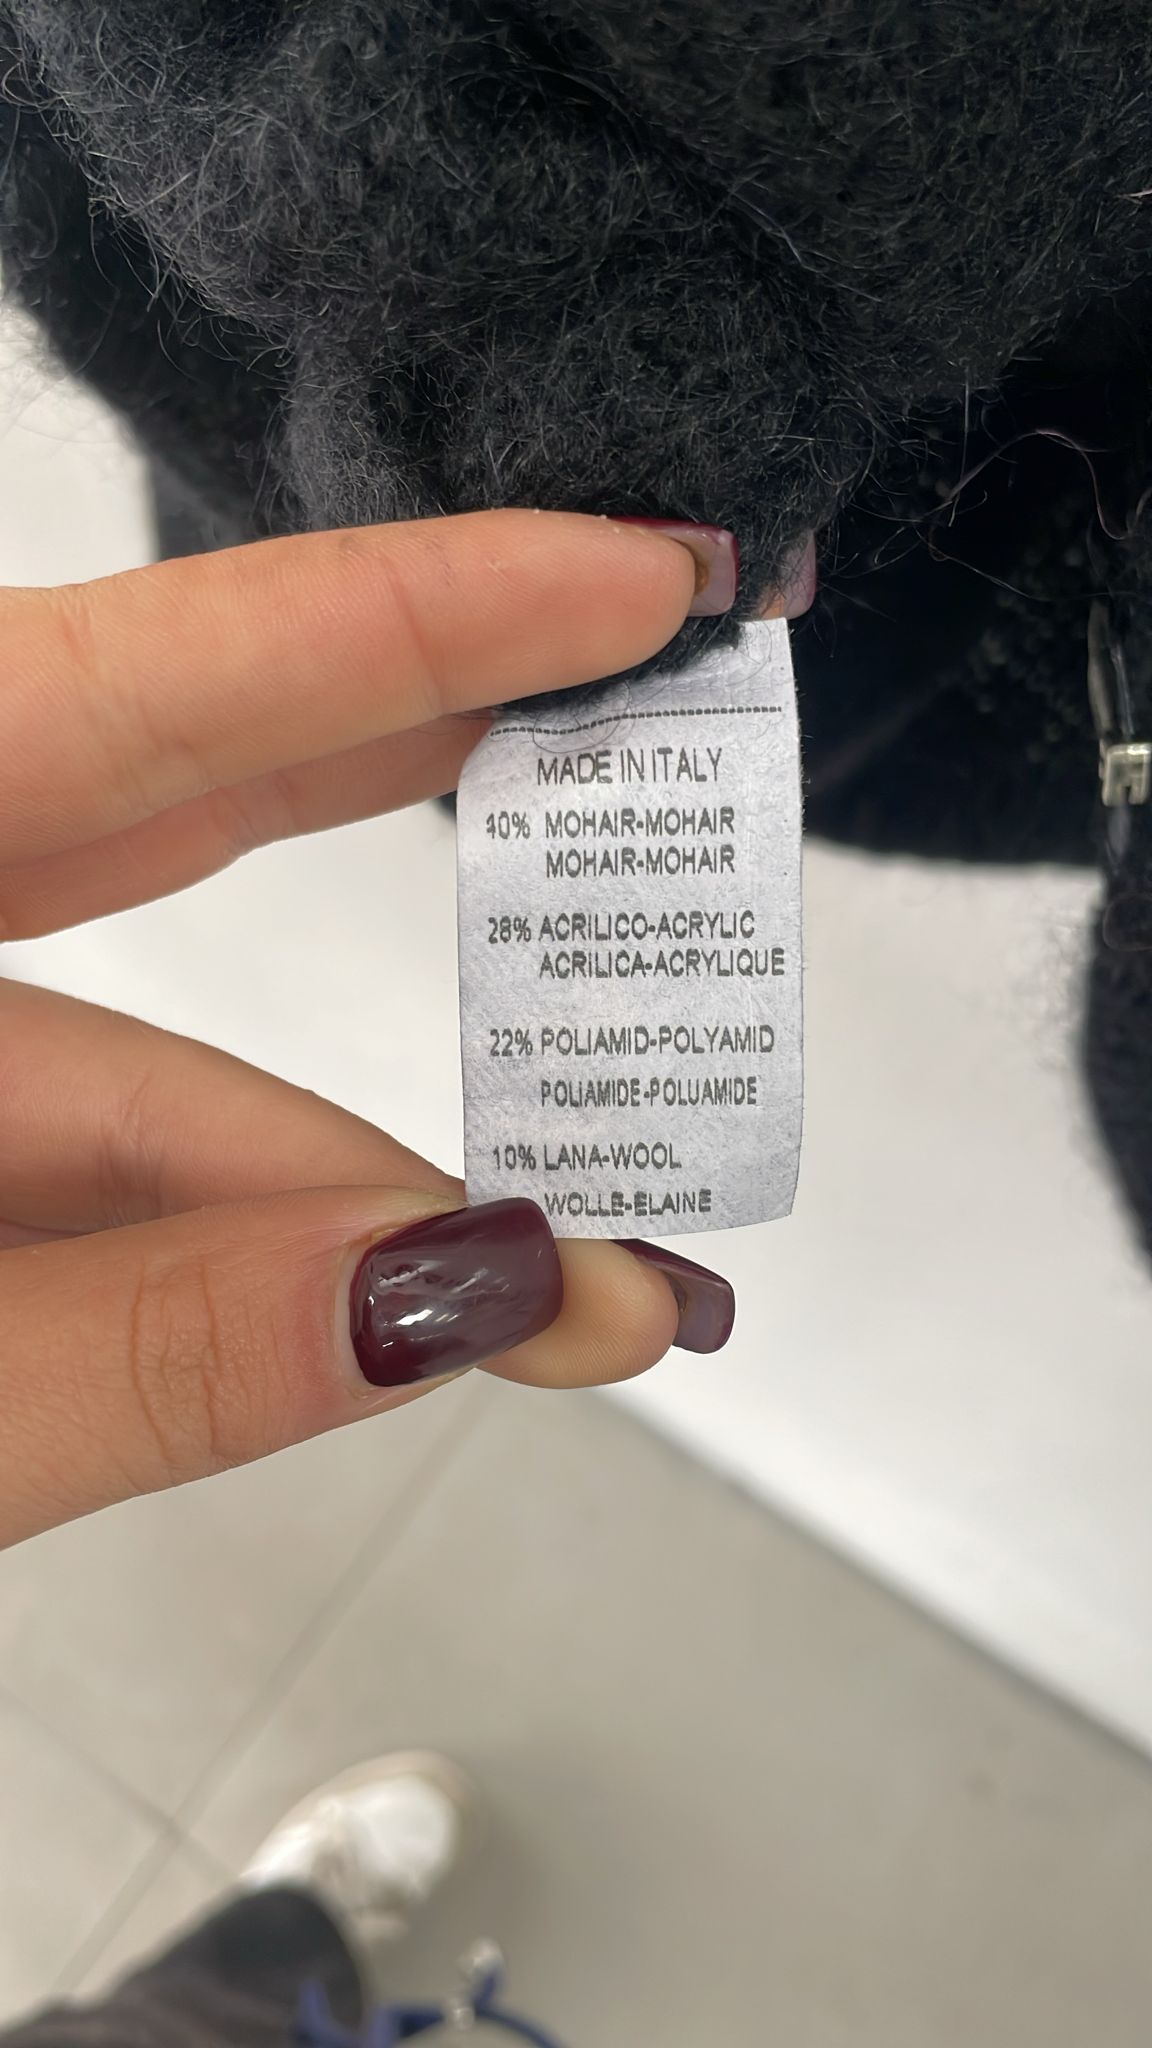 MADE IN ITALY
40% MOHAIR-MOHAIR
MOHAIR-MOHAIR
28% ACRILICO-ACRYLIC
ACRILICA-ACRYLIQUE
22% POLIAMID-POLYAMID
POLIAMIDE-POLUAMIDE
10% LANA-WOOL
WOLLE-ELAINE